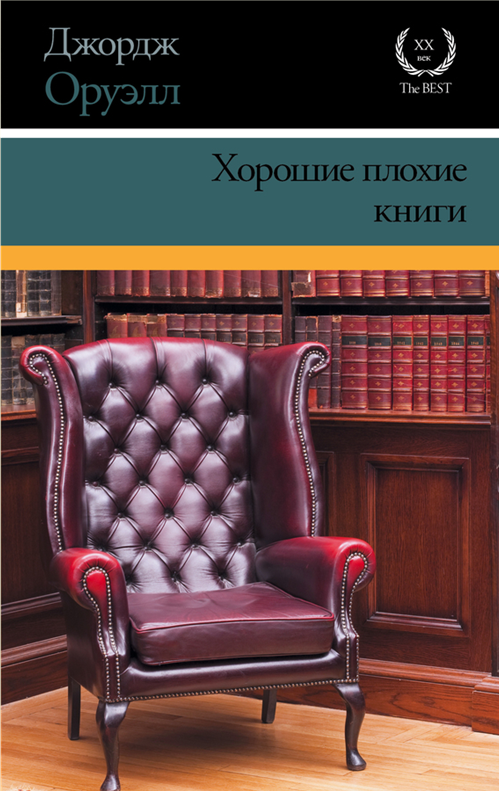 Джордж
Оруэлл
XX
век
The BEST
Хорошие плохие
книги